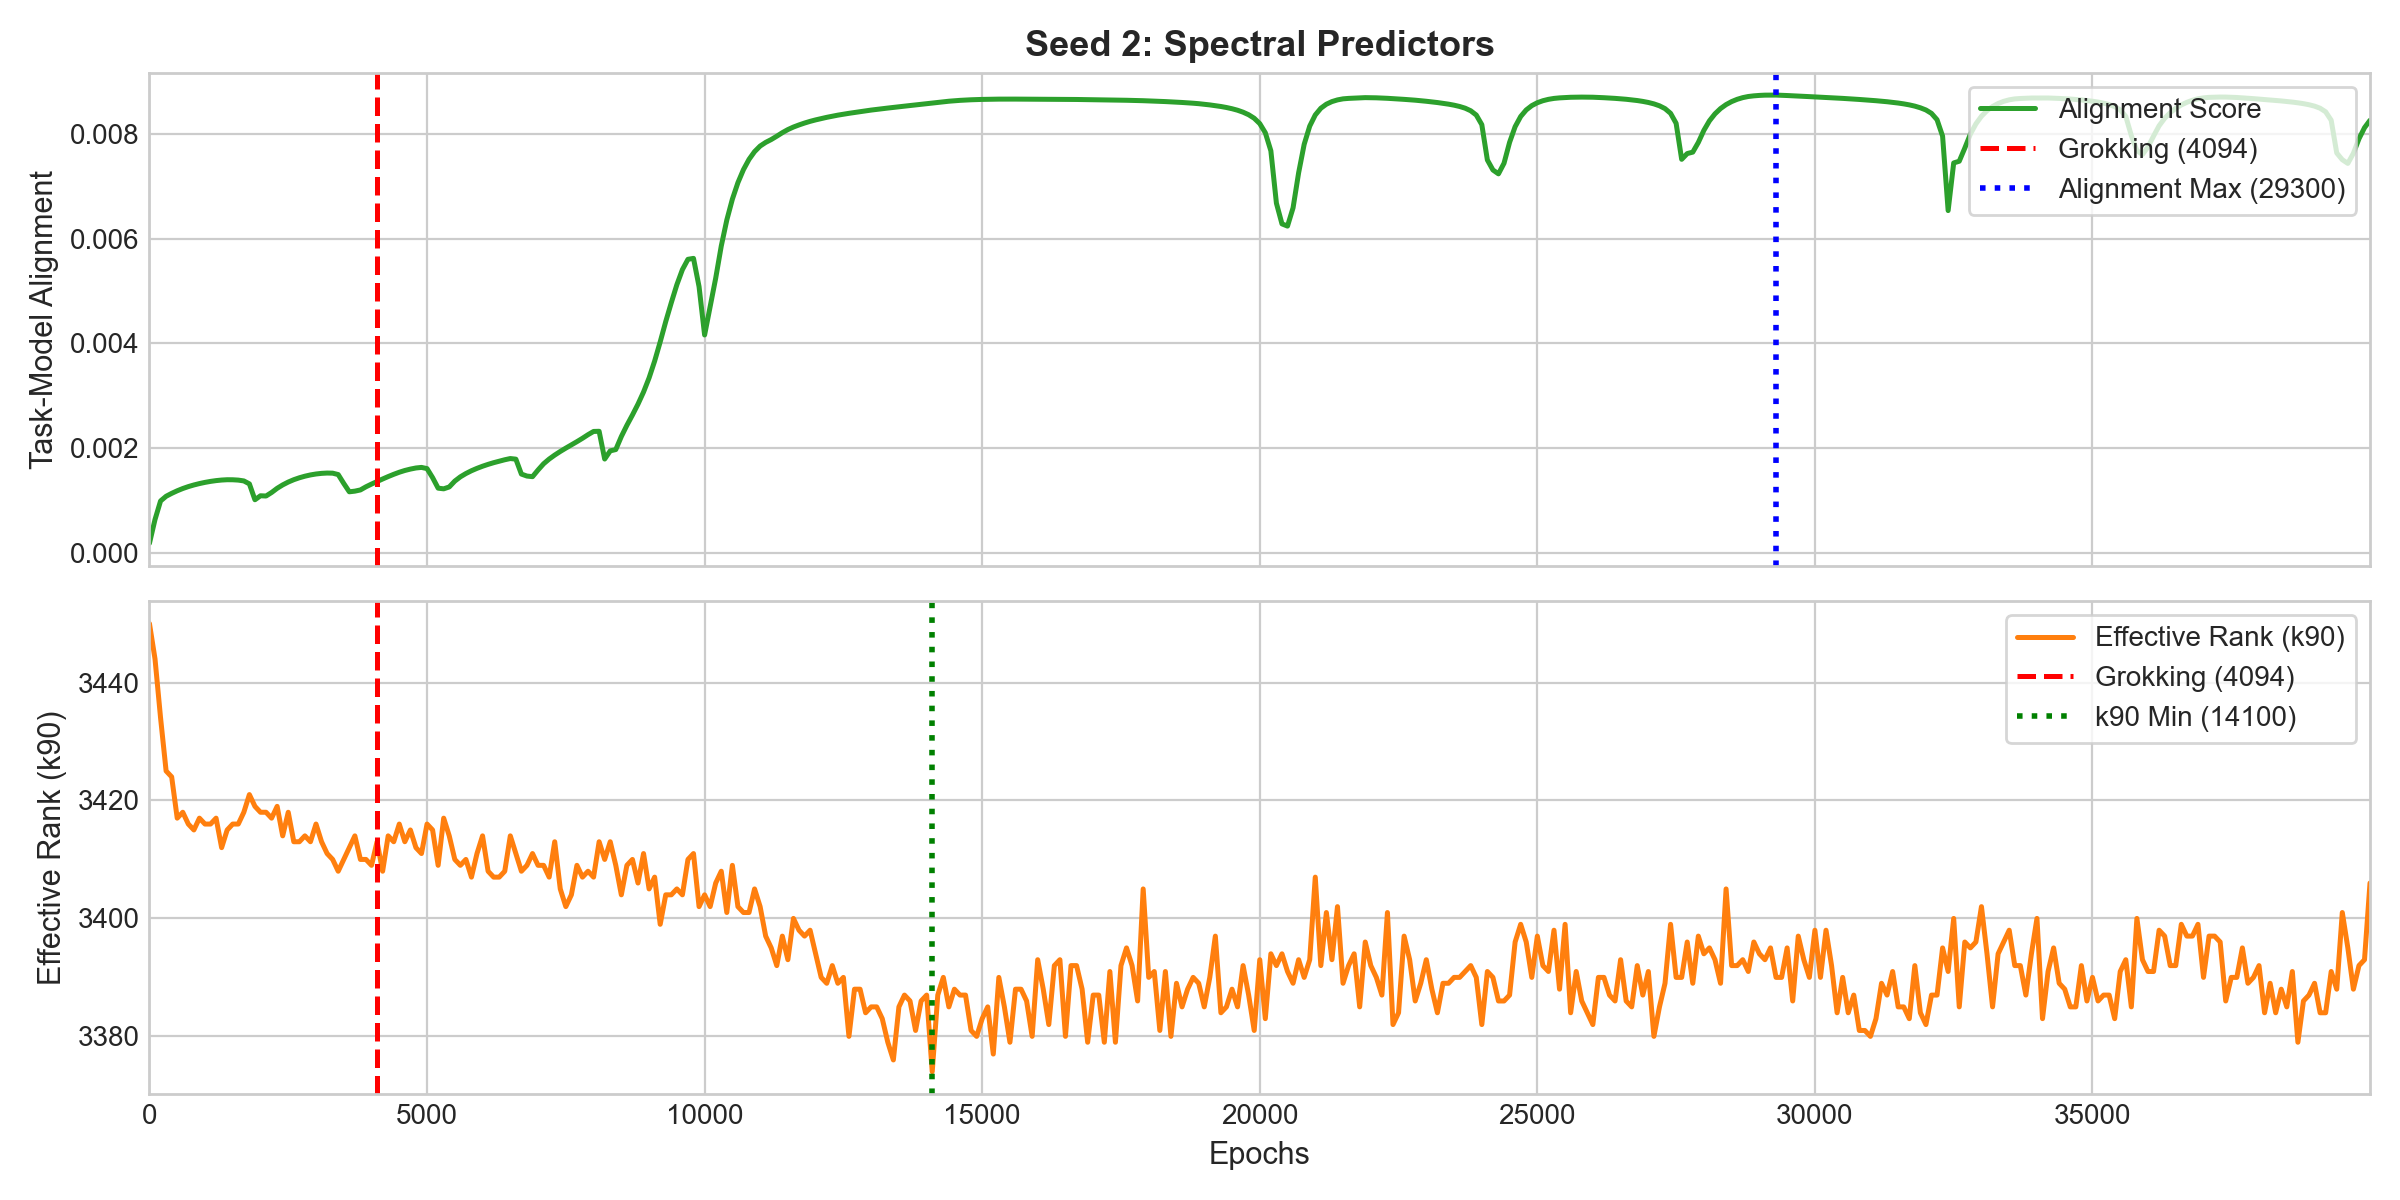 Seed 2: Spectral Predictors
Task-Model Alignment
0.008
0.006
0.004
0.002
0.000
Alignment Score
Grokking (4094)
Alignment Max (29300)
Effective Rank (k90)
3440
3420
3400
3380
Effective Rank (k90)
Grokking (4094)
k90 Min (14100)
0 5000 10000 15000 20000 25000 30000 35000
Epochs